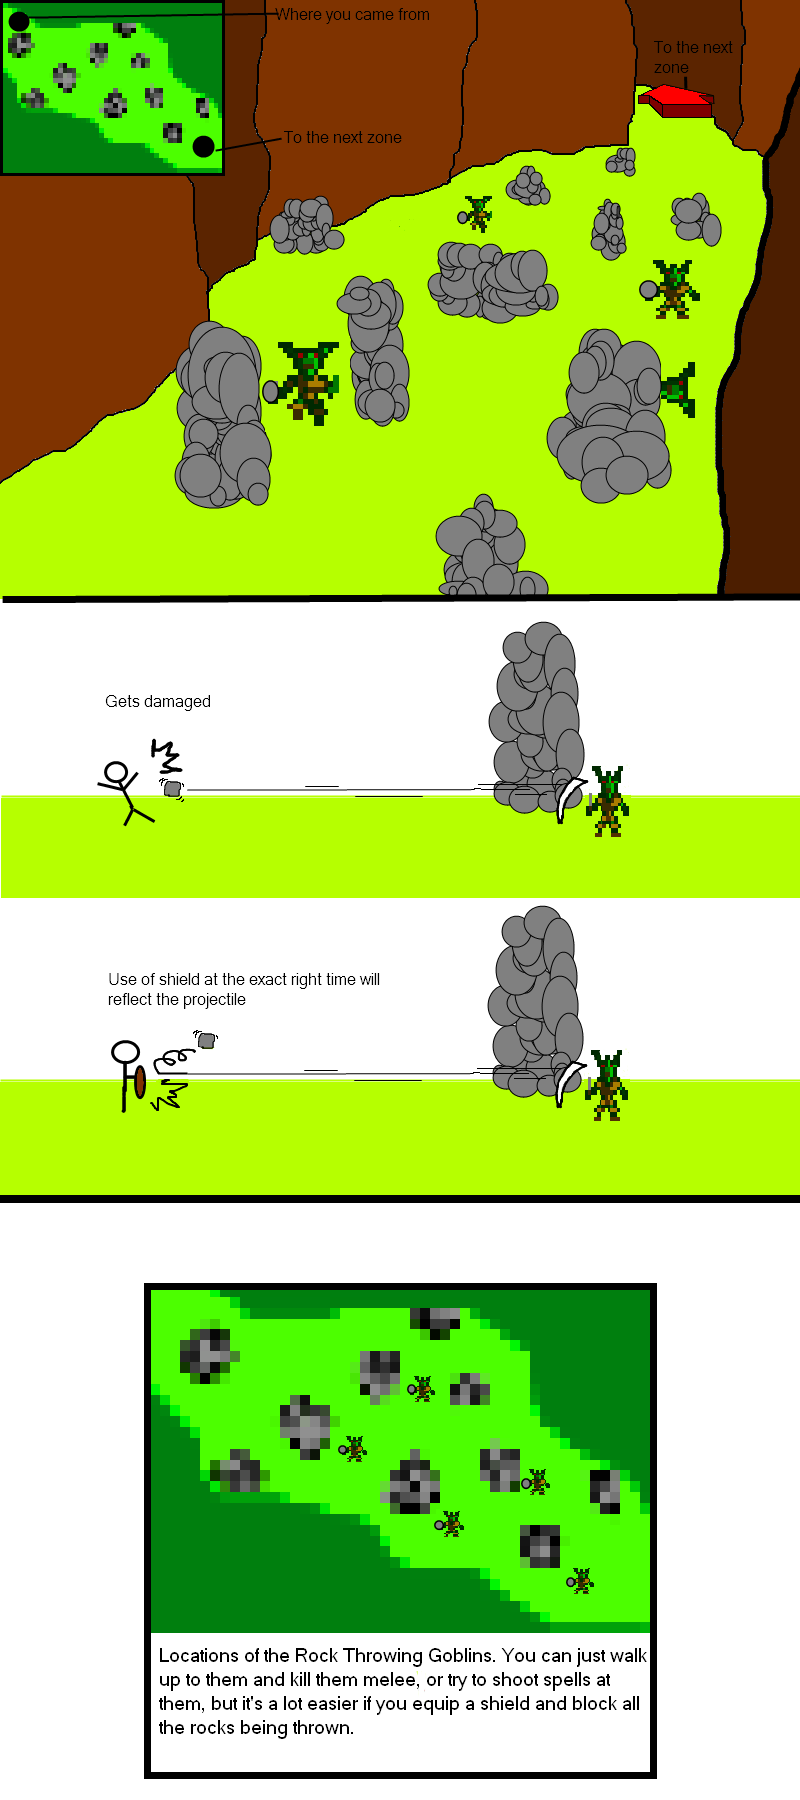 Where you came from
To the next
zone
To the next zone
Gets damaged
Use of shield at the exact right time will
reflect the projectile
Locations of the Rock Throwing Goblins. You can just walk
up to them and kill them melee, or try to shoot spells at
them, but it's a lot easier if you equip a shield and block all
the rocks being thrown.